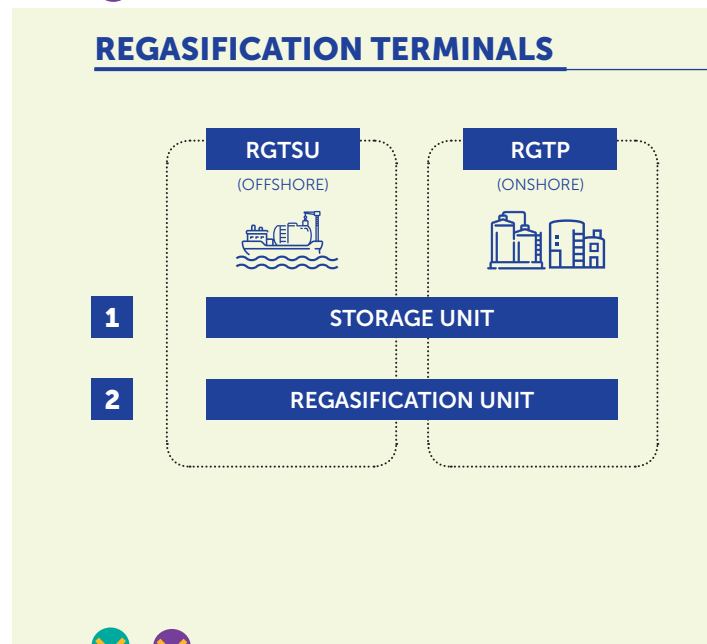 REGASIFICATION TERMINALS
RGTSU
(OFFSHORE)
RGTP
(ONSHORE)
1
STORAGE UNIT
2
REGASIFICATION UNIT